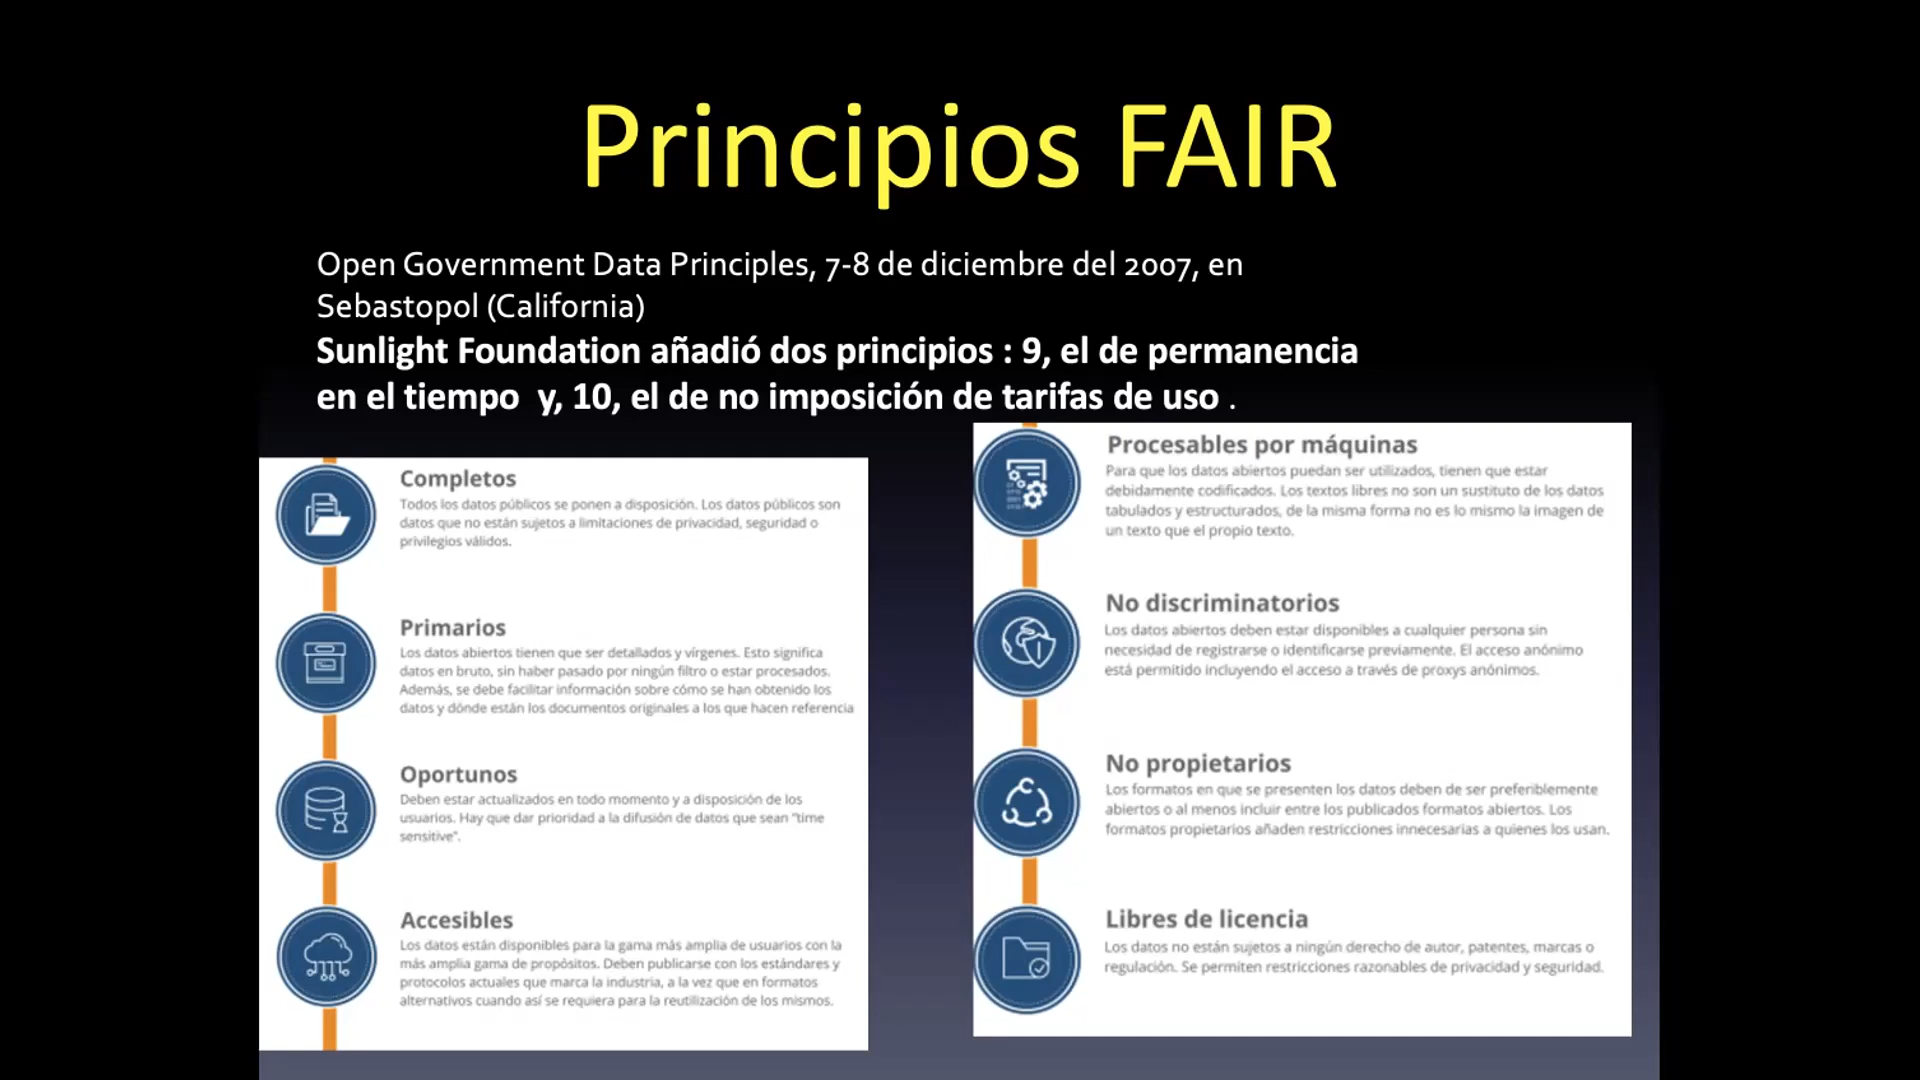 Principios FAIR
Open Government Data Principles, 7-8 de diciembre del 2007, en
Sebastopol (California)
Sunlight Foundation añadió dos principios : 9, el de permanencia
en el tiempo  y, 10, el de no imposición de tarifas de uso .
Completos
Todos los datos públicos se ponen a disposición. Los datos públicos son
datos que no están sujetos a limitaciones de privacidad, seguridad o
privilegios válidos.
Primarios
Los datos abiertos tienen que ser detallados y vírgenes. Esto significa
datos en bruto, sin haber pasado por ningún filtro o estar procesados.
Además, se debe facilitar información sobre cómo se han obtenido los
datos y dónde están los documentos originales a los que hacen referencia
Oportunos
Deben estar actualizados en todo momento y a disposición de los
usuarios. Hay que dar prioridad a la difusión de datos que sean "time
sensitive".
Accesibles
Los datos están disponibles para la gama más amplia de usuarios con la
más amplia gama de propósitos. Deben publicarse con los estándares y
protocolos actuales que marca la industria, a la vez que en formatos
alternativos cuando así se requiera para la reutilización de los mismos.
Procesables por máquinas
Para que los datos abiertos puedan ser utilizados, tienen que estar
debidamente codificados. Los textos libres no son un sustituto de los datos
tabulados y estructurados, de la misma forma no es lo mismo la imagen de
un texto que el propio texto.
No discriminatorios
Los datos abiertos deben estar disponibles a cualquier persona sin
necesidad de registrarse o identificarse previamente. El acceso anónimo
está permitido incluyendo el acceso a través de proxys anónimos.
No propietarios
Los formatos en que se presenten los datos deben de ser preferiblemente
abiertos o al menos incluir entre los publicados formatos abiertos. Los
formatos propietarios añaden restricciones innecesarias a quienes los usan.
Libres de licencia
Los datos no están sujetos a ningún derecho de autor, patentes, marcas o
regulación. Se permiten restricciones razonables de privacidad y seguridad.